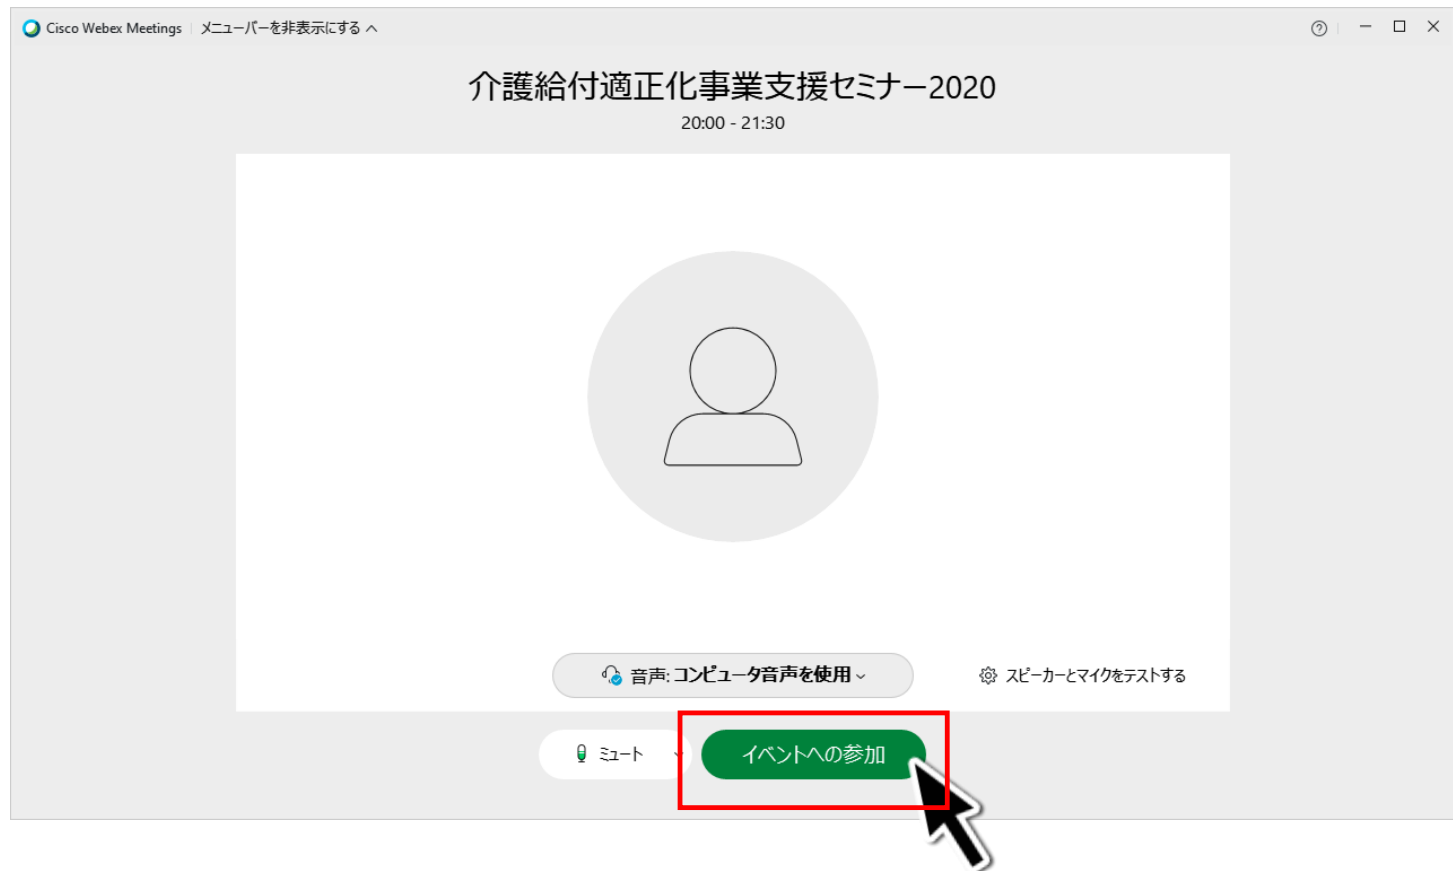 Cisco Webex Meetings メニューバーを非表示にする
介護給付適正化事業支援セミナー2020
20:00 - 21:30
音声: コンピュータ音声を使用
スピーカーとマイクをテストする
ミュート
イベントへの参加